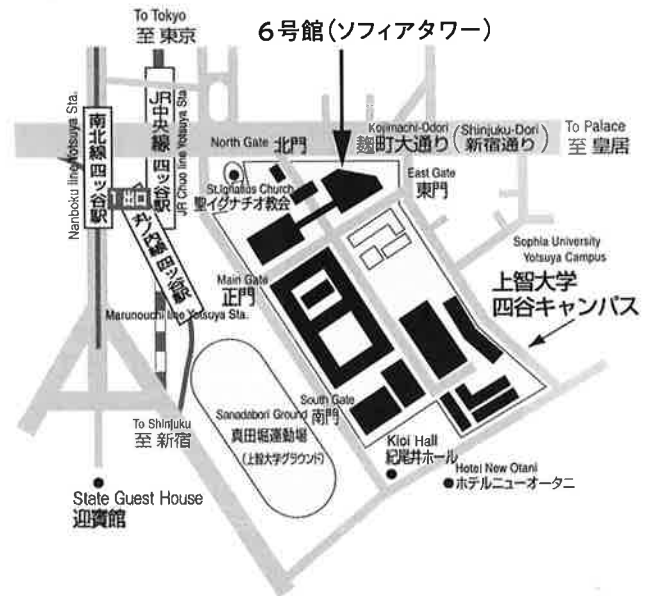 To Tokyo
至 東京
6号館(ソフィアタワー)
Nanboku line Yotsuya Sta.
南北線 四ッ谷駅
JR中央線 四ッ谷駅
JR Chuo line Yotsuya Sta
1番出口
丸ノ内線 四ッ谷駅
Marunouchi line Yotsuya Sta.
North Gate 北門
Kojimachi-Odori (Shinjuku-Dori)
麹町大通り(新宿通り)
To Palace
至 皇居
St.Ignatius Church
聖イグナチオ教会
East Gate
東門
Sophia University
Yotsuya Campus
上智大学
四谷キャンパス
Main Gate
正門
South Gate
南門
Sanadabori Ground
真田堀運動場
(上智大学グラウンド)
To Shinjuku
至 新宿
Kioi Hall
紀尾井ホール
Hotel New Otani
ホテルニューオータニ
State Guest House
迎賓館